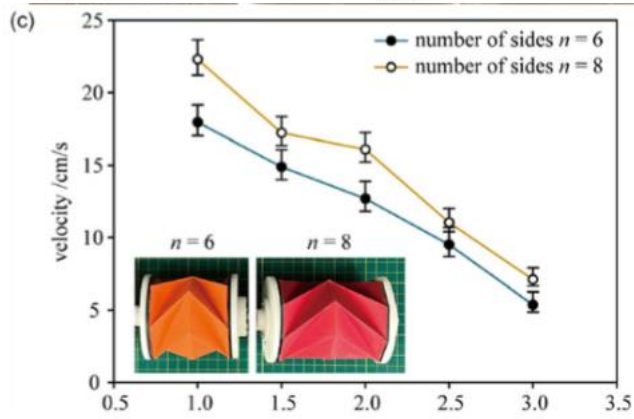 (c)
25
20
15
10
5
0
velocity /cm/s
number of sides n = 6
number of sides n = 8
n = 6
n = 8
0.5 1.0 1.5 2.0 2.5 3.0 3.5